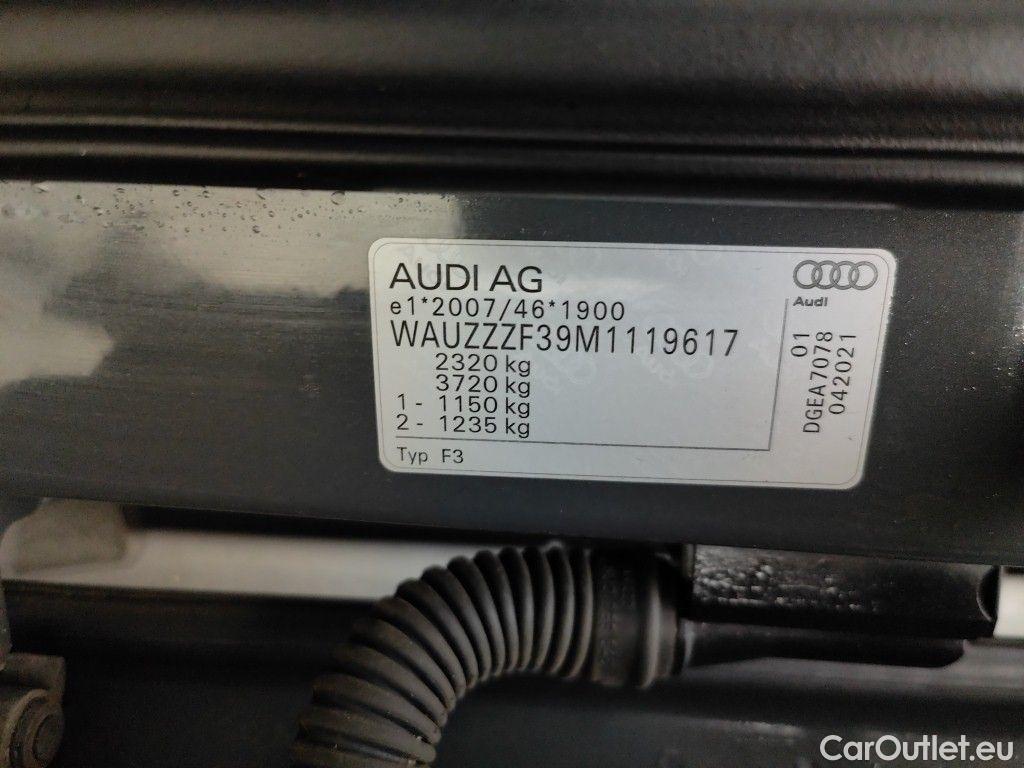 AUDI AG
e1*2007/46*1900
WAUZZZF39M1119617
2320 kg
3720 kg
1 - 1150 kg
2 - 1235 kg
Typ F3
Audi
01
DGEA7078
042021
CarOutlet.eu